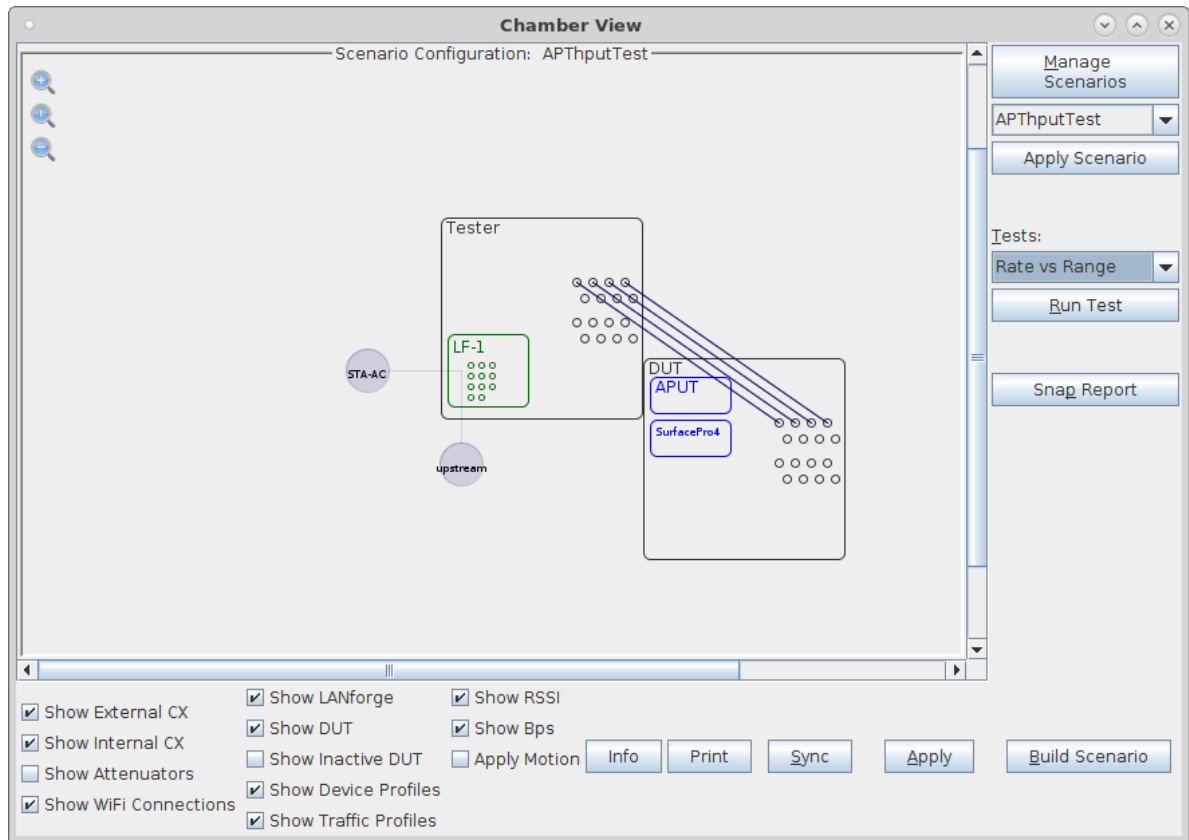 Chamber View
Scenario Configuration: APThputTest
Manage
Scenarios
APThputTest
Apply Scenario
Tests:
Rate vs Range
Run Test
Snap Report
Tester
LF-1
STA-AC
upstream
DUT
APUT
SurfacePro4
Show External CX
Show Internal CX
Show Attenuators
Show WiFi Connections
Show LANforge
Show DUT
Show Inactive DUT
Show Device Profiles
Show Traffic Profiles
Show RSSI
Show Bps
Apply Motion
Info
Print
Sync
Apply
Build Scenario